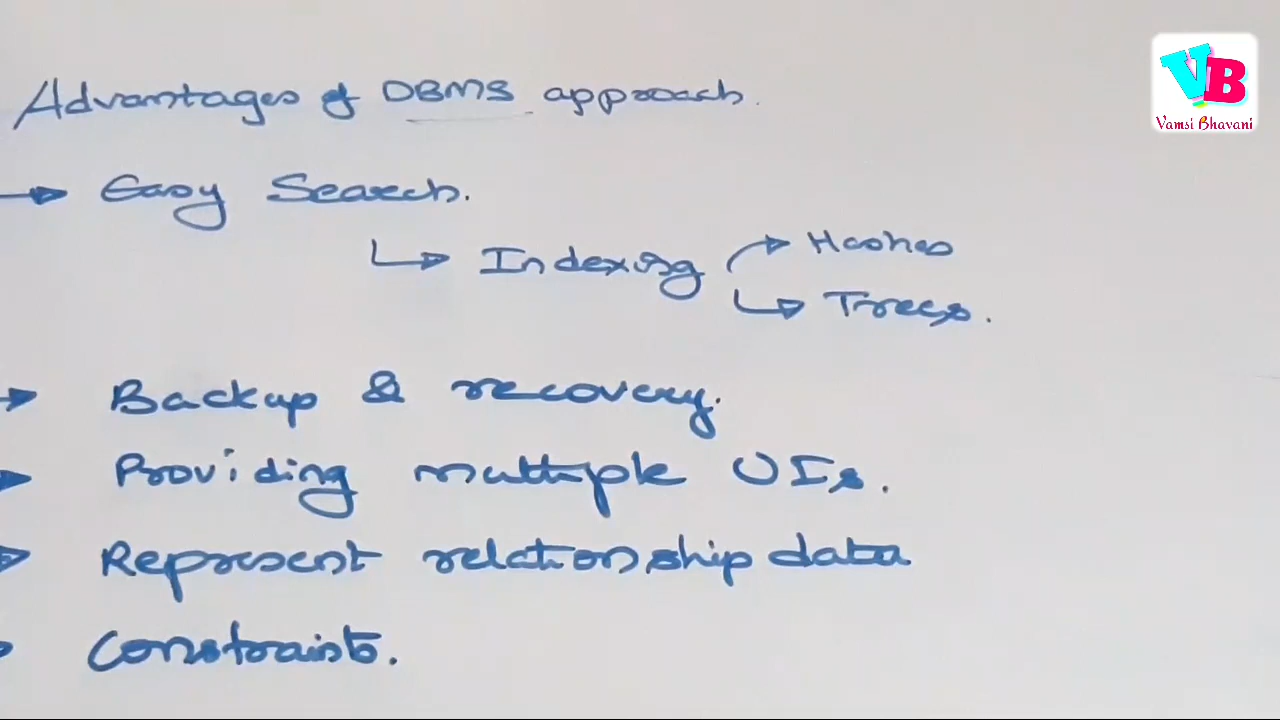 Advantages of DBMS approach.
VB
Vamsi Bhavani
→ Easy Search.
↳ Indexing → Hashes
↳ Trees.
→ Backup & recovery.
→ Providing multiple UIs.
→ Represent relationship data
→ Constraints.